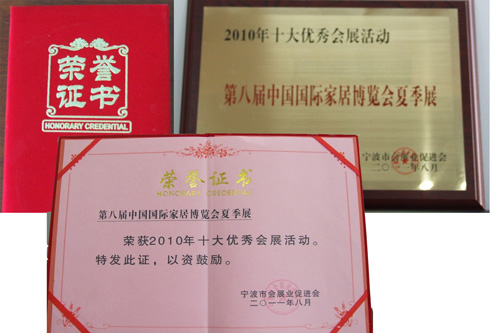 荣誉
证书
HONORARY CREDENTIAL
2010年十大优秀会展活动
第八届中国国际家居博览会夏季展
宁波市会展业促进会
二〇一一年八月
荣誉证书
HONORARY CREDENTIAL
第八届中国国际家居博览会夏季展
荣获2010年十大优秀会展活动。
特发此证，以资鼓励。
宁波市会展业促进会
二〇一一年八月